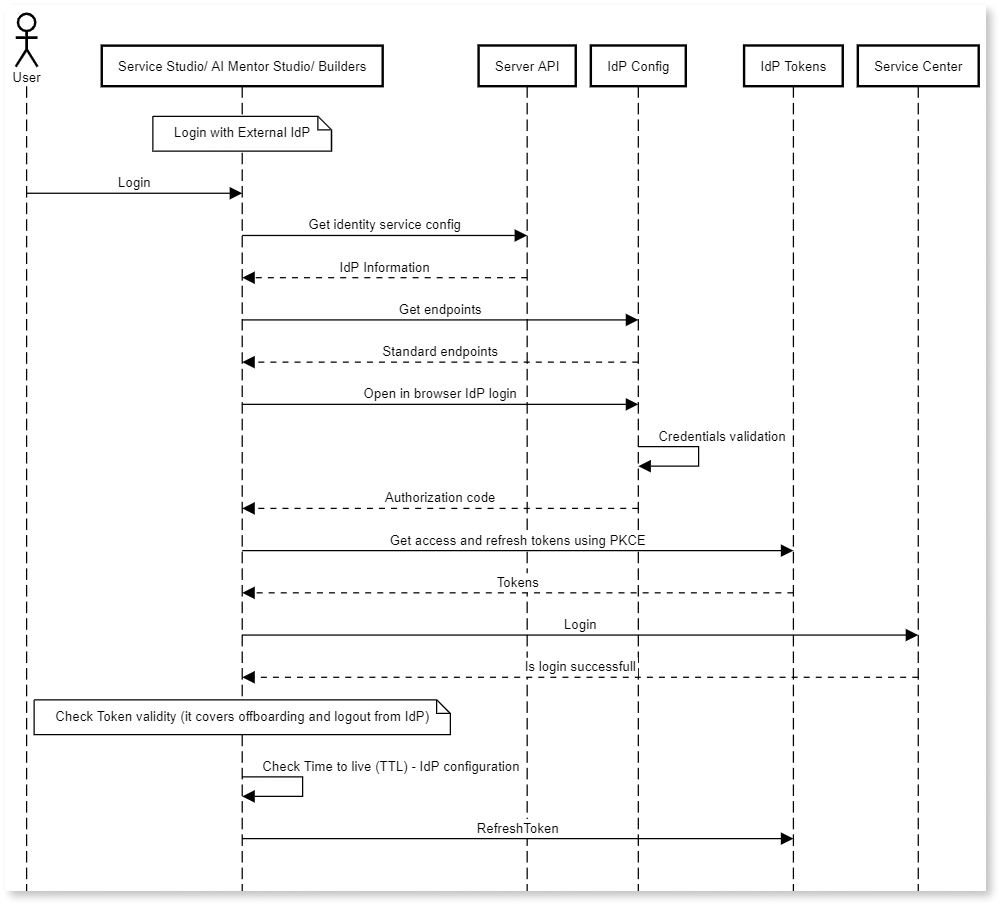 User
Service Studio/ AI Mentor Studio/ Builders
Server API
IdP Config
IdP Tokens
Service Center
Login with External IdP
Login
Get identity service config
IdP Information
Get endpoints
Standard endpoints
Open in browser IdP login
Credentials validation
Authorization code
Get access and refresh tokens using PKCE
Tokens
Login
Is login successfull
Check Token validity (it covers offboarding and logout from IdP)
Check Time to live (TTL) - IdP configuration
RefreshToken